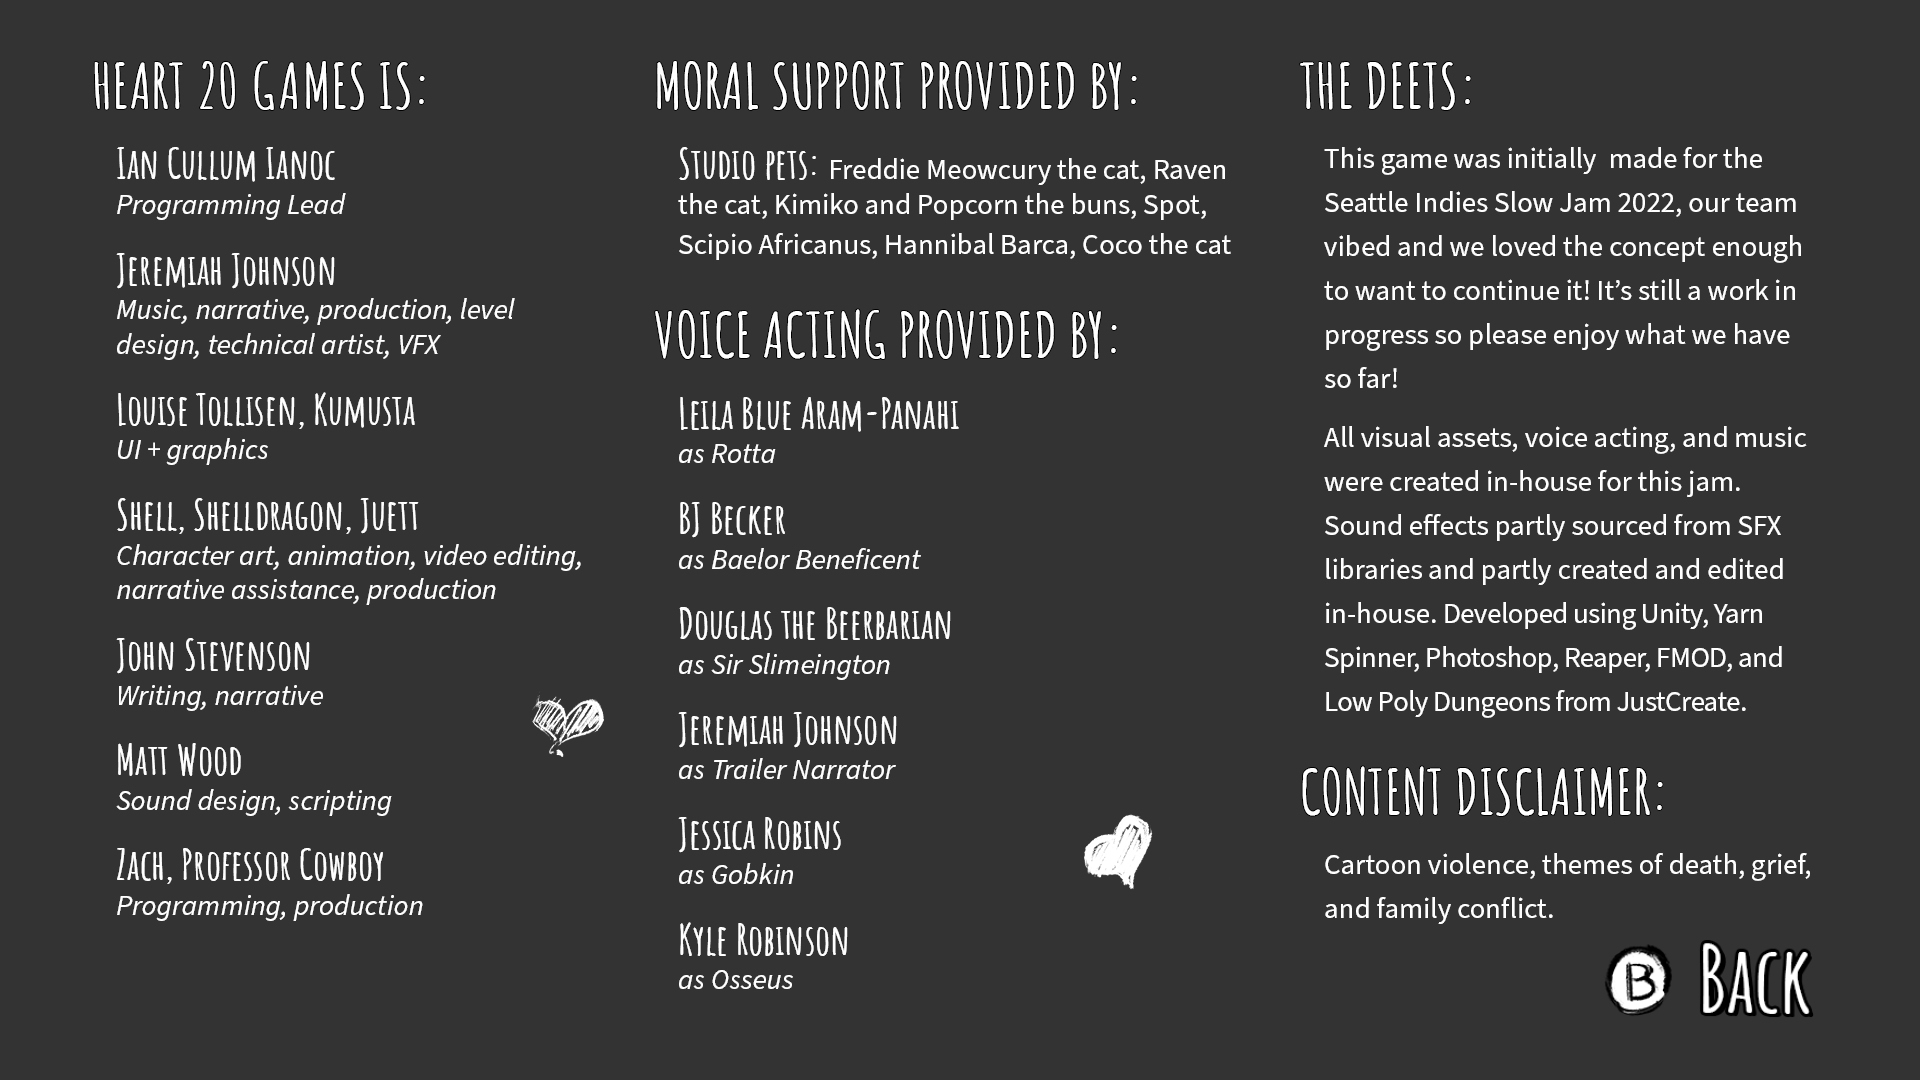 HEART 20 GAMES IS:
IAN CULLUM IANOC
Programming Lead
JEREMIAH JOHNSON
Music, narrative, production, level
design, technical artist, VFX
LOUISE TOLLISEN, KUMUSTA
UI + graphics
SHELL, SHELLDRAGON, JUETT
Character art, animation, video editing,
narrative assistance, production
JOHN STEVENSON
Writing, narrative
MATT WOOD
Sound design, scripting
ZACH, PROFESSOR COWBOY
Programming, production
MORAL SUPPORT PROVIDED BY:
STUDIO PETS: Freddie Meowcury the cat, Raven
the cat, Kimiko and Popcorn the buns, Spot,
Scipio Africanus, Hannibal Barca, Coco the cat
VOICE ACTING PROVIDED BY:
LEILA BLUE ARAM-PANAHI
as Rotta
BJ BECKER
as Baelor Beneficent
DOUGLAS THE BEERBARIAN
as Sir Slimeington
JEREMIAH JOHNSON
as Trailer Narrator
JESSICA ROBINS
as Gobkin
KYLE ROBINSON
as Osseus
THE DEETS:
This game was initially  made for the
Seattle Indies Slow Jam 2022, our team
vibed and we loved the concept enough
to want to continue it! It’s still a work in
progress so please enjoy what we have
so far!
All visual assets, voice acting, and music
were created in-house for this jam.
Sound effects partly sourced from SFX
libraries and partly created and edited
in-house. Developed using Unity, Yarn
Spinner, Photoshop, Reaper, FMOD, and
Low Poly Dungeons from JustCreate.
CONTENT DISCLAIMER:
Cartoon violence, themes of death, grief,
and family conflict.
B BACK